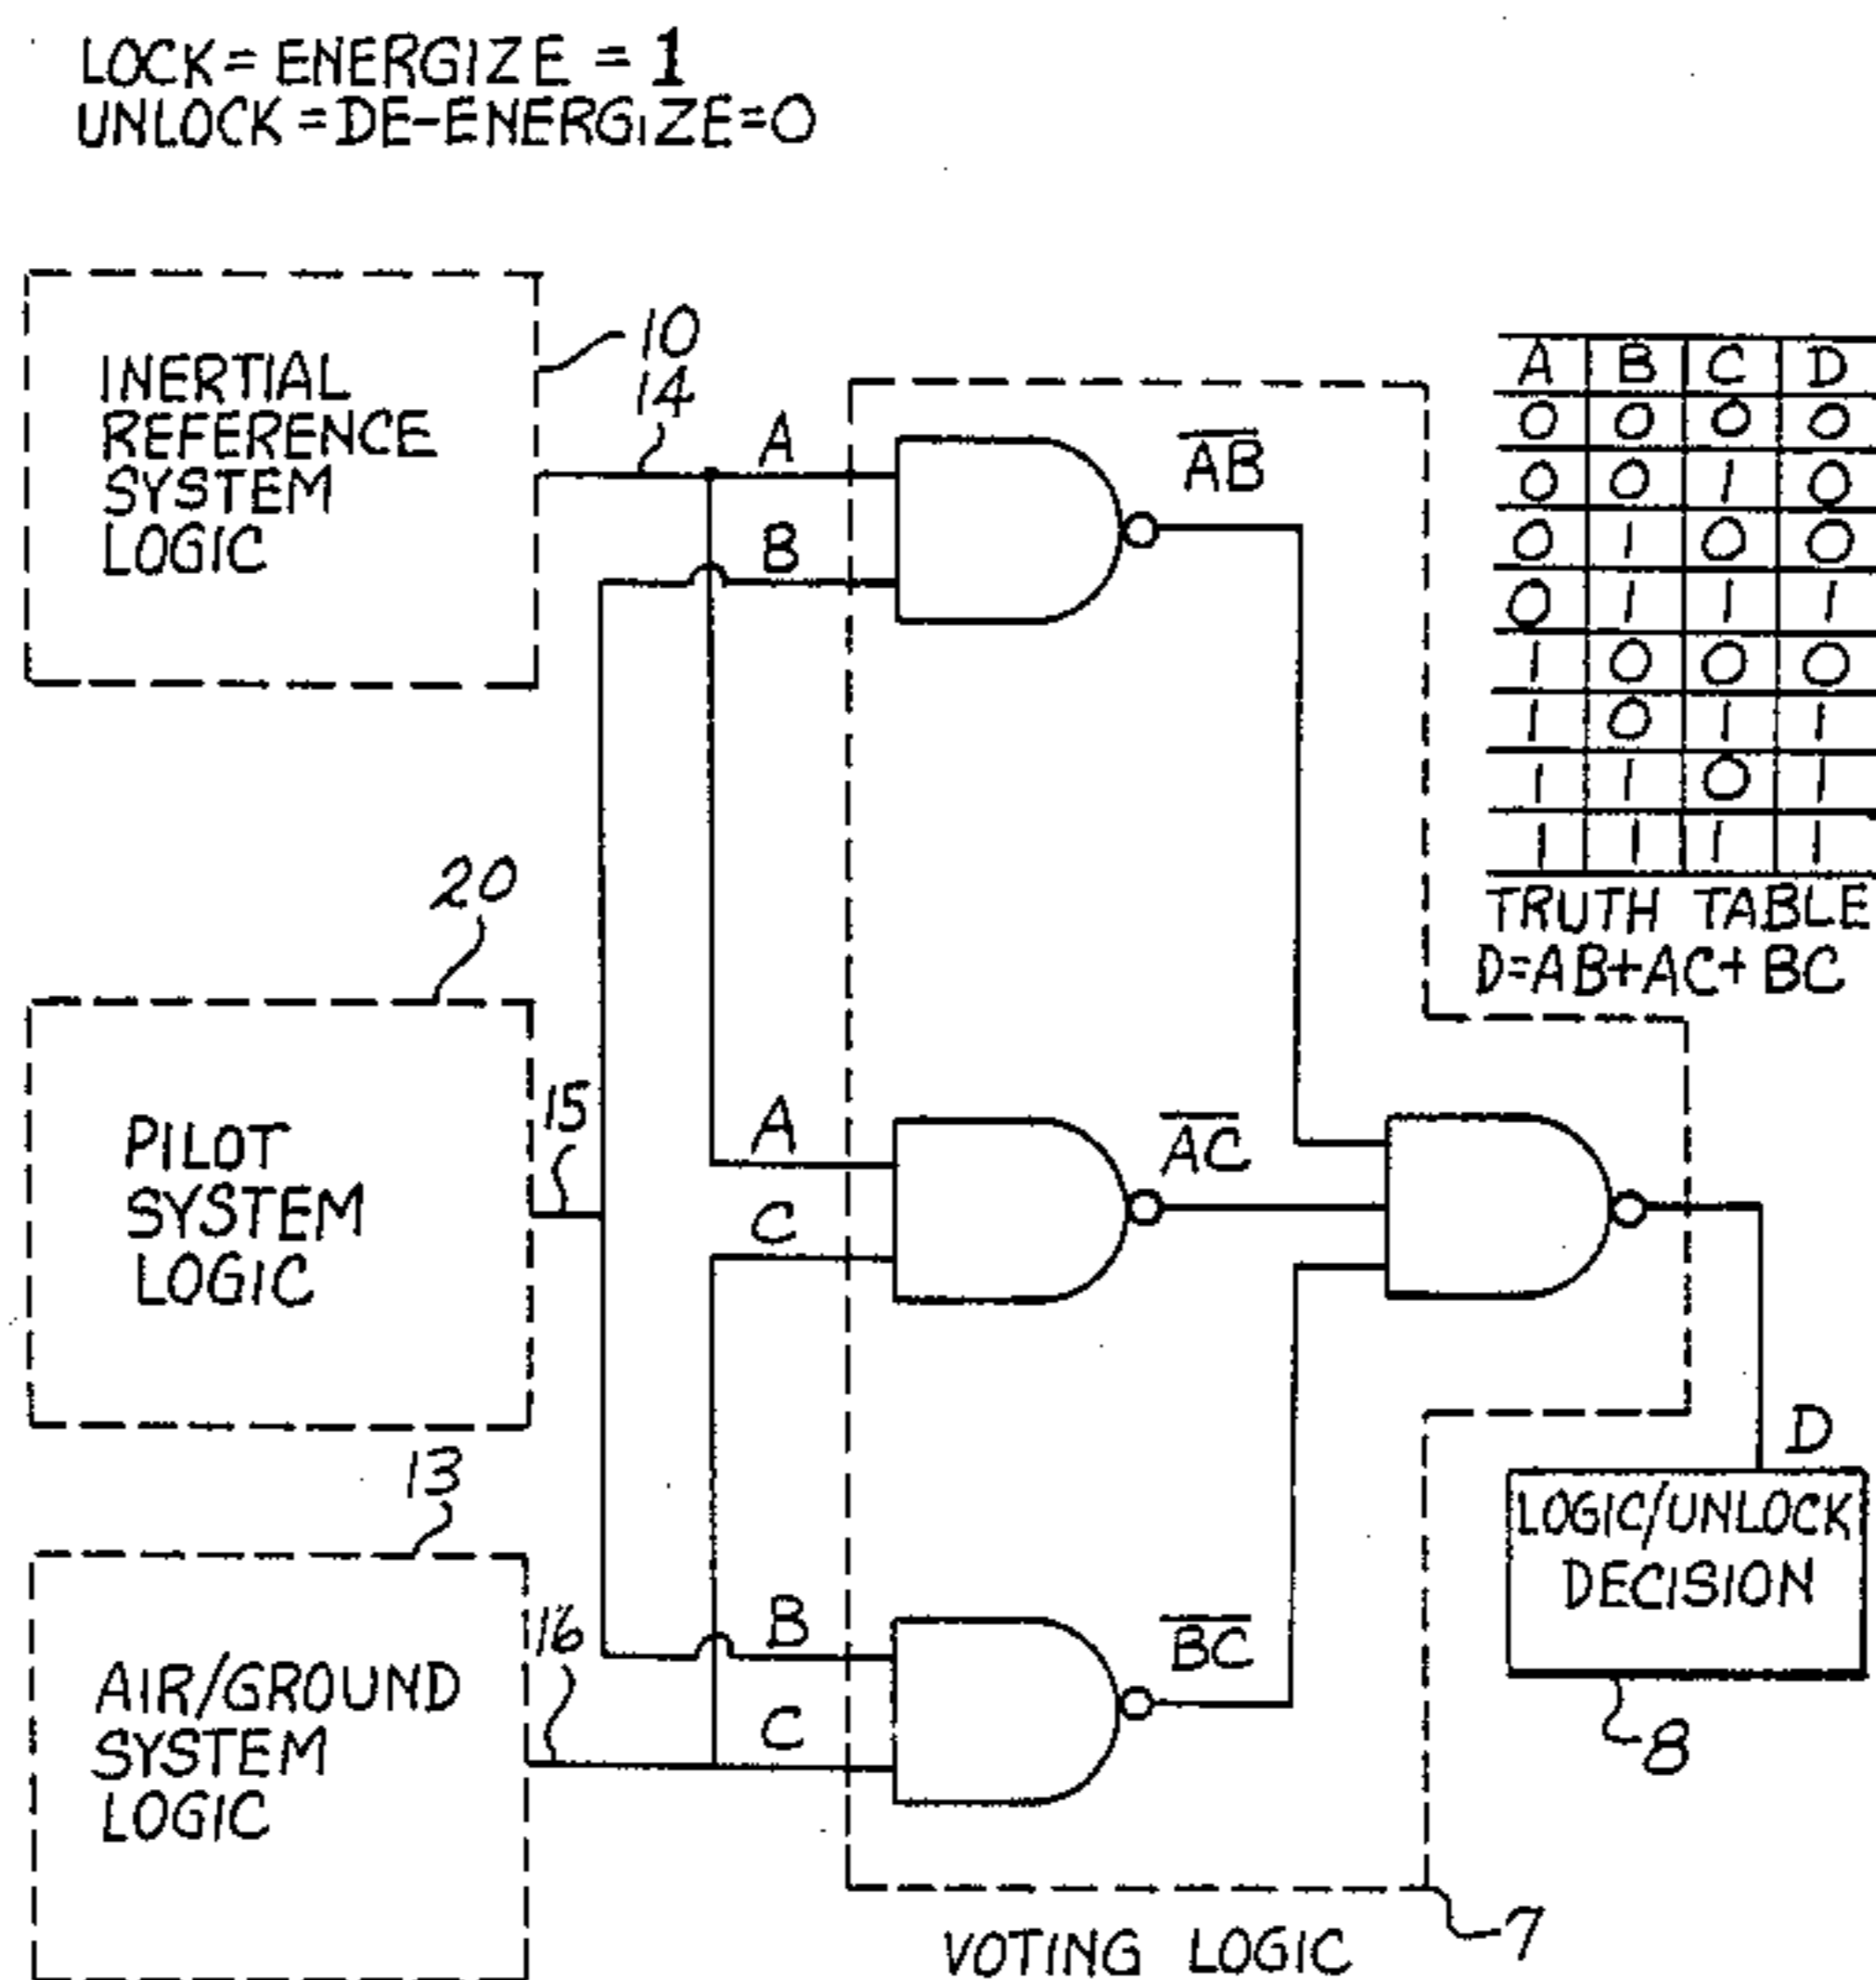 LOCK = ENERGIZE = 1
UNLOCK = DE-ENERGIZE=0
INERTIAL
REFERENCE
SYSTEM
LOGIC
10
14
A
B
A̅B̅
A B C D
0 0 0 0
0 0 1 0
0 1 0 0
0 1 1 1
1 0 0 0
1 0 1 1
1 1 0 1
1 1 1 1
TRUTH TABLE
D=AB+AC+BC
20
PILOT
SYSTEM
LOGIC
15
A
C
A̅C̅
13
AIR/GROUND
SYSTEM
LOGIC
16
B
C
B̅C̅
D
LOGIC/UNLOCK
DECISION
8
VOTING LOGIC
7